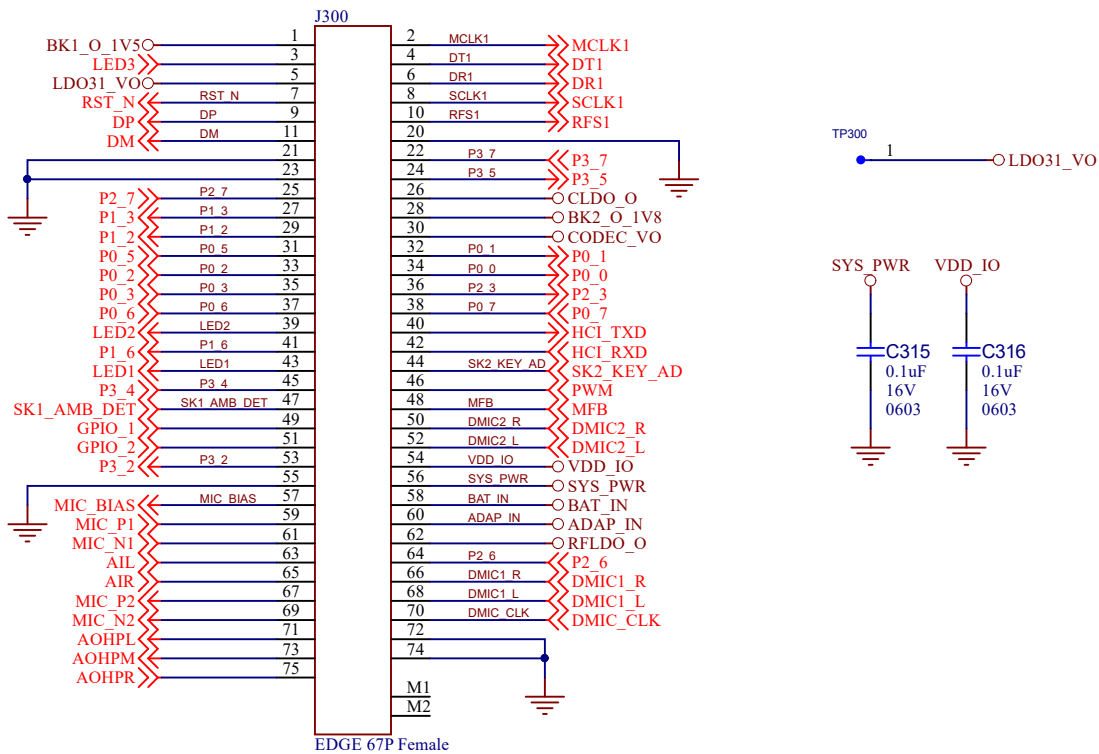 J300
BK1_O_1V5 1 2 MCLK1 MCLK1
LED3 3 4 DT1 DT1
LDO31_VO 5 6 DR1 DR1
RST_N RST_N 7 8 SCLK1 SCLK1
DP DP 9 10 RFS1 RFS1
DM DM 11 20
21 22 P3_7 P3_7
23 24 P3_5 P3_5
P2_7 P2_7 25 26 CLDO_O
P1_3 P1_3 27 28 BK2_O_1V8
P1_2 P1_2 29 30 CODEC_VO
P0_5 P0_5 31 32 P0_1 P0_1
P0_2 P0_2 33 34 P0_0 P0_0
P0_3 P0_3 35 36 P2_3 P2_3
P0_6 P0_6 37 38 P0_7 P0_7
LED2 LED2 39 40 HCI_TXD
P1_6 P1_6 41 42 HCI_RXD
LED1 LED1 43 44 SK2_KEY_AD SK2_KEY_AD
P3_4 P3_4 45 46 PWM
SK1_AMB_DET SK1_AMB_DET 47 48 MFB MFB
GPIO_1 49 50 DMIC2_R DMIC2_R
GPIO_2 51 52 DMIC2_L DMIC2_L
P3_2 P3_2 53 54 VDD_IO VDD_IO
55 56 SYS_PWR SYS_PWR
MIC_BIAS MIC_BIAS 57 58 BAT_IN BAT_IN
MIC_P1 59 60 ADAP_IN ADAP_IN
MIC_N1 61 62 RFLDO_O
AIL 63 64 P2_6 P2_6
AIR 65 66 DMIC1_R DMIC1_R
MIC_P2 67 68 DMIC1_L DMIC1_L
MIC_N2 69 70 DMIC_CLK DMIC_CLK
AOHPL 71 72
AOHPM 73 74
AOHPR 75
M1
M2
EDGE 67P Female
TP300
1 LDO31_VO
SYS_PWR VDD_IO
C315 C316
0.1uF 0.1uF
16V 16V
0603 0603